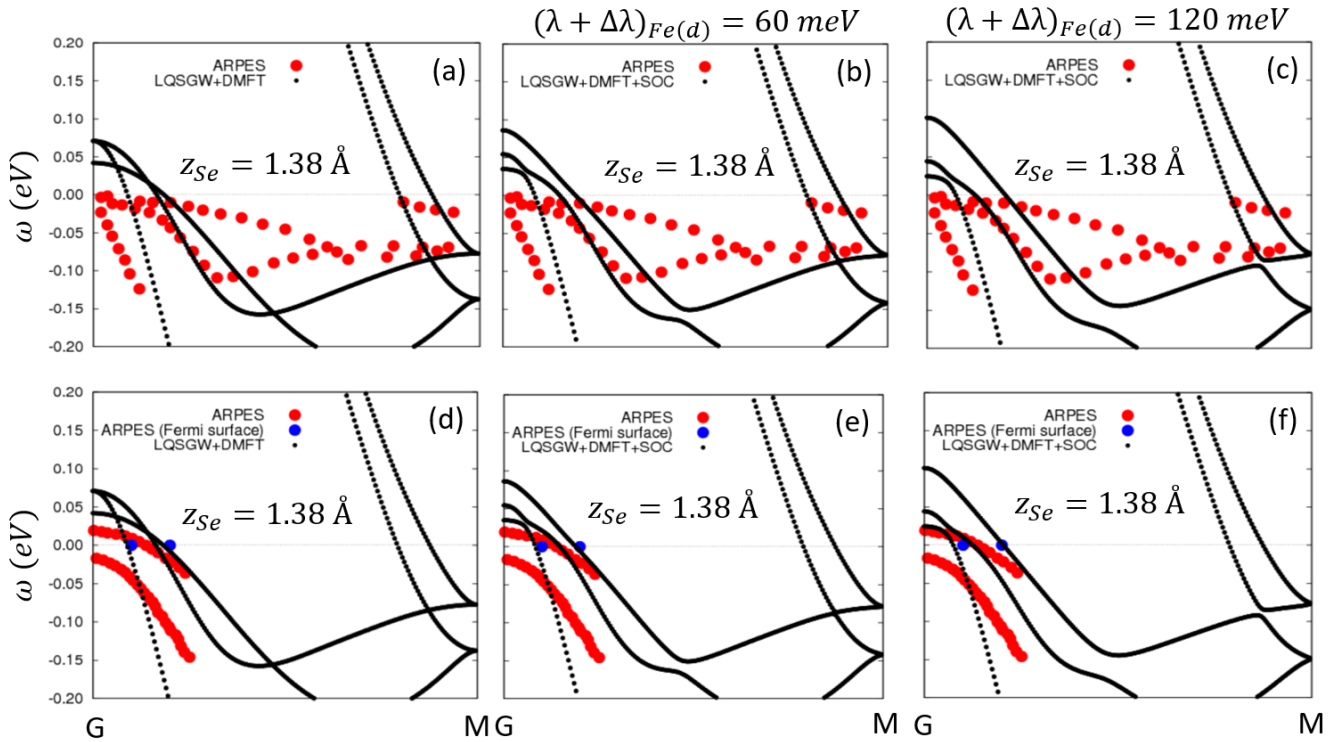 (λ + Δλ)Fe(d) = 60 meV
(λ + Δλ)Fe(d) = 120 meV
0.20
0.15
0.10
0.05
0.00
-0.05
-0.10
-0.15
-0.20
ω (eV)
ARPES
LQSGW+DMFT
(a)
zSe = 1.38 Å
ARPES
LQSGW+DMFT+SOC
(b)
zSe = 1.38 Å
ARPES
LQSGW+DMFT+SOC
(c)
zSe = 1.38 Å
0.20
0.15
0.10
0.05
0.00
-0.05
-0.10
-0.15
-0.20
ω (eV)
ARPES
ARPES (Fermi surface)
LQSGW+DMFT
(d)
zSe = 1.38 Å
ARPES
ARPES (Fermi surface)
LQSGW+DMFT+SOC
(e)
zSe = 1.38 Å
ARPES
ARPES (Fermi surface)
LQSGW+DMFT+SOC
(f)
zSe = 1.38 Å
G
M
G
M
G
M